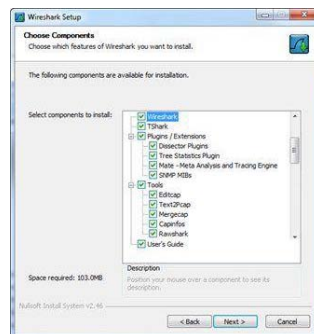 Wireshark Setup
Choose Components
Choose which features of Wireshark you want to install.
The following components are available for installation.
Select components to install:
Wireshark
TShark
Plugins / Extensions
Dissector Plugins
Tree Statistics Plugin
Mate - Meta Analysis and Tracing Engine
SNMP MIBs
Tools
Editcap
Text2Pcap
Mergecap
Capinfos
Rawshark
User's Guide
Space required: 103.0MB
Description
Position your mouse over a component to see its
description.
Nullsoft Install System v2.46
< Back
Next >
Cancel